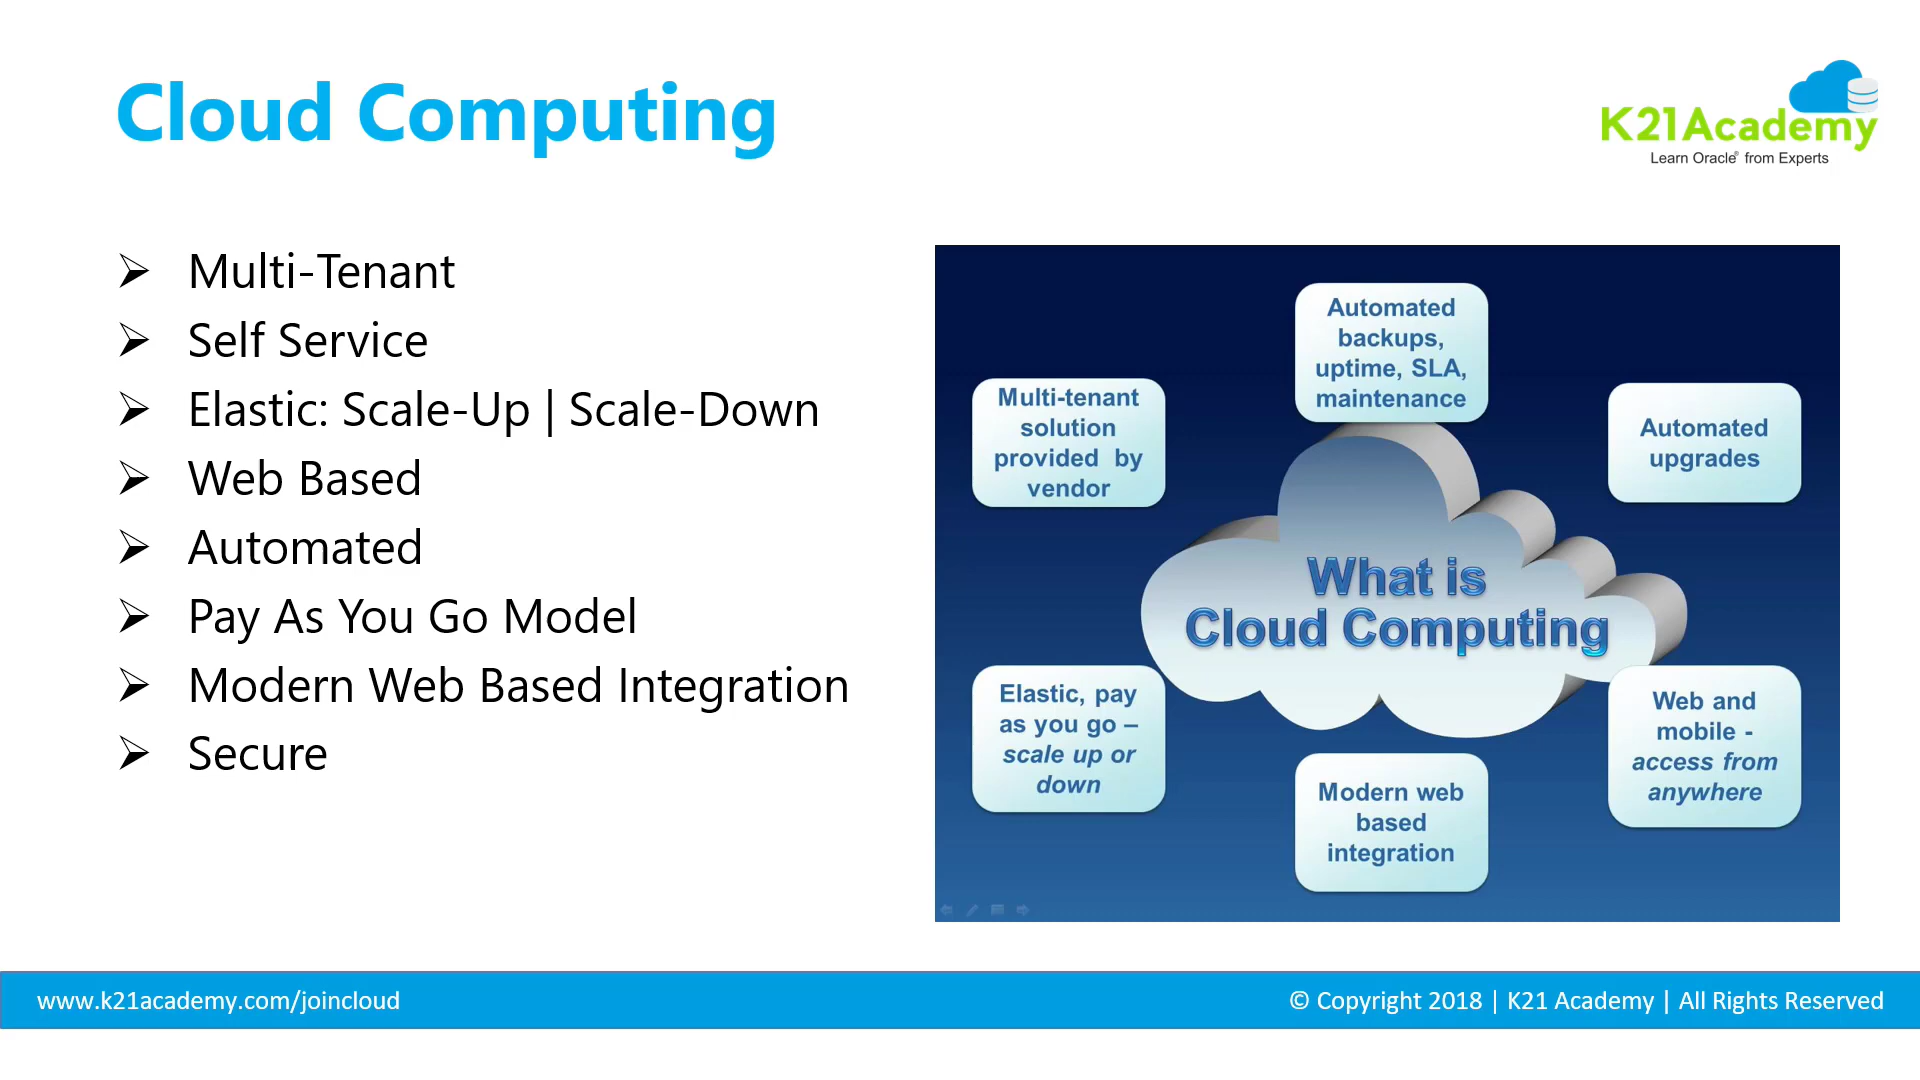 Cloud Computing
K21Academy
Learn Oracle® from Experts
➢ Multi-Tenant
➢ Self Service
➢ Elastic: Scale-Up | Scale-Down
➢ Web Based
➢ Automated
➢ Pay As You Go Model
➢ Modern Web Based Integration
➢ Secure
Automated
backups,
uptime, SLA,
maintenance
Multi-tenant
solution
provided by
vendor
Automated
upgrades
What is
Cloud Computing
Elastic, pay
as you go –
scale up or
down
Modern web
based
integration
Web and
mobile -
access from
anywhere
www.k21academy.com/joincloud
© Copyright 2018 | K21 Academy | All Rights Reserved